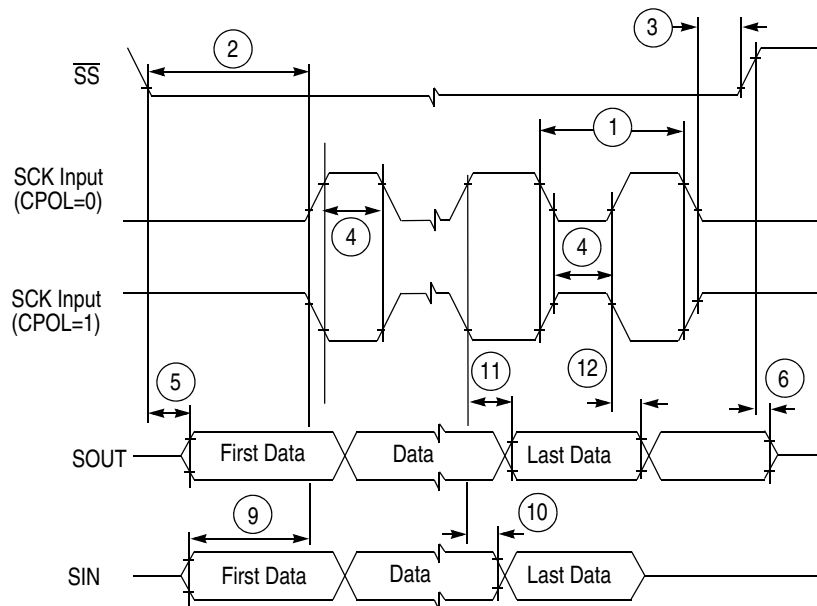 2
3
SS
1
SCK Input
(CPOL=0)
4
4
SCK Input
(CPOL=1)
5
11
12
6
SOUT
First Data
Data
Last Data
9
10
SIN
First Data
Data
Last Data